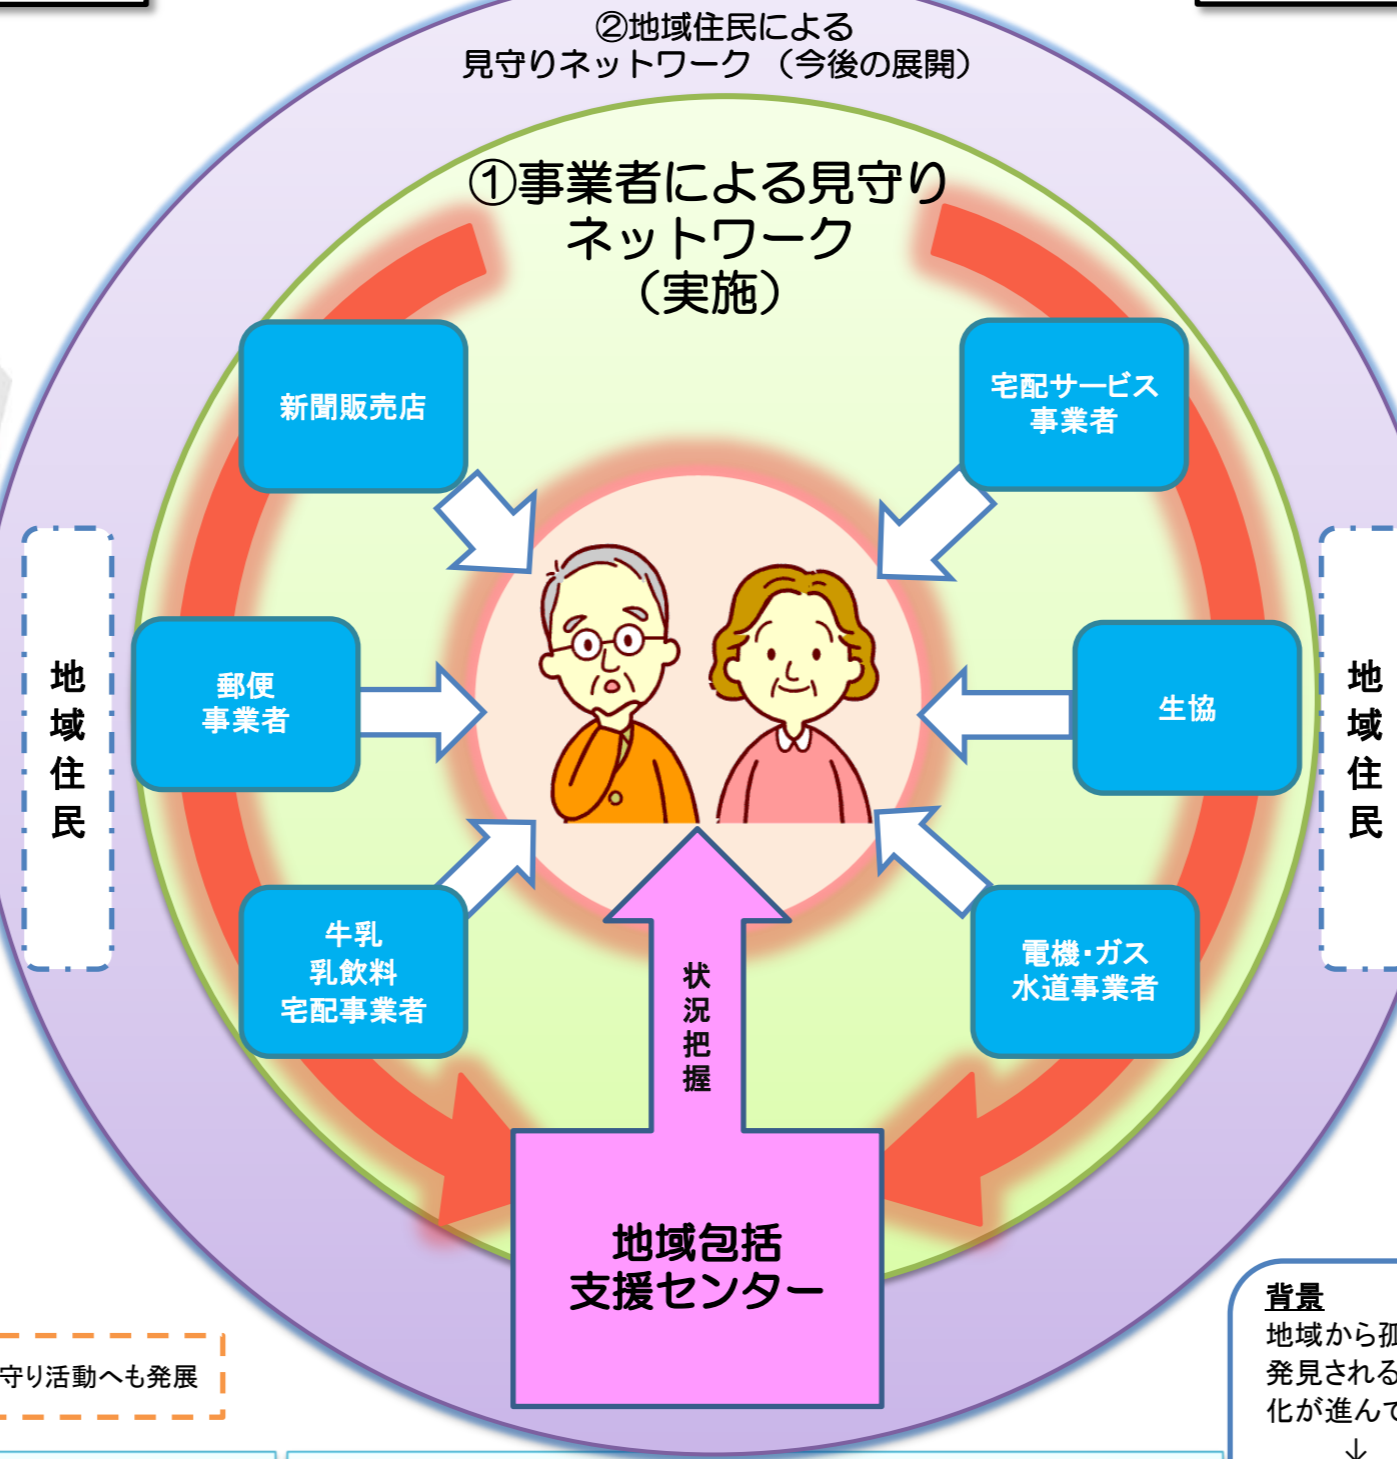 ②地域住民による
見守りネットワーク （今後の展開）
①事業者による見守り
ネットワーク
（実施）
新聞販売店
宅配サービス
事業者
地域住民
郵便
事業者
生協
地域住民
牛乳
乳飲料
宅配事業者
状況把握
電機・ガス
水道事業者
地域包括
支援センター
守り活動へも発展
背景
地域から孤
発見される
化が進んで
↓